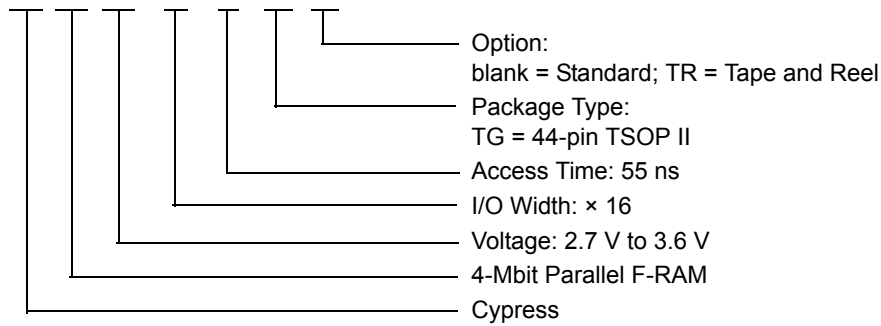 Option:
blank = Standard; TR = Tape and Reel
Package Type:
TG = 44-pin TSOP II
Access Time: 55 ns
I/O Width: × 16
Voltage: 2.7 V to 3.6 V
4-Mbit Parallel F-RAM
Cypress